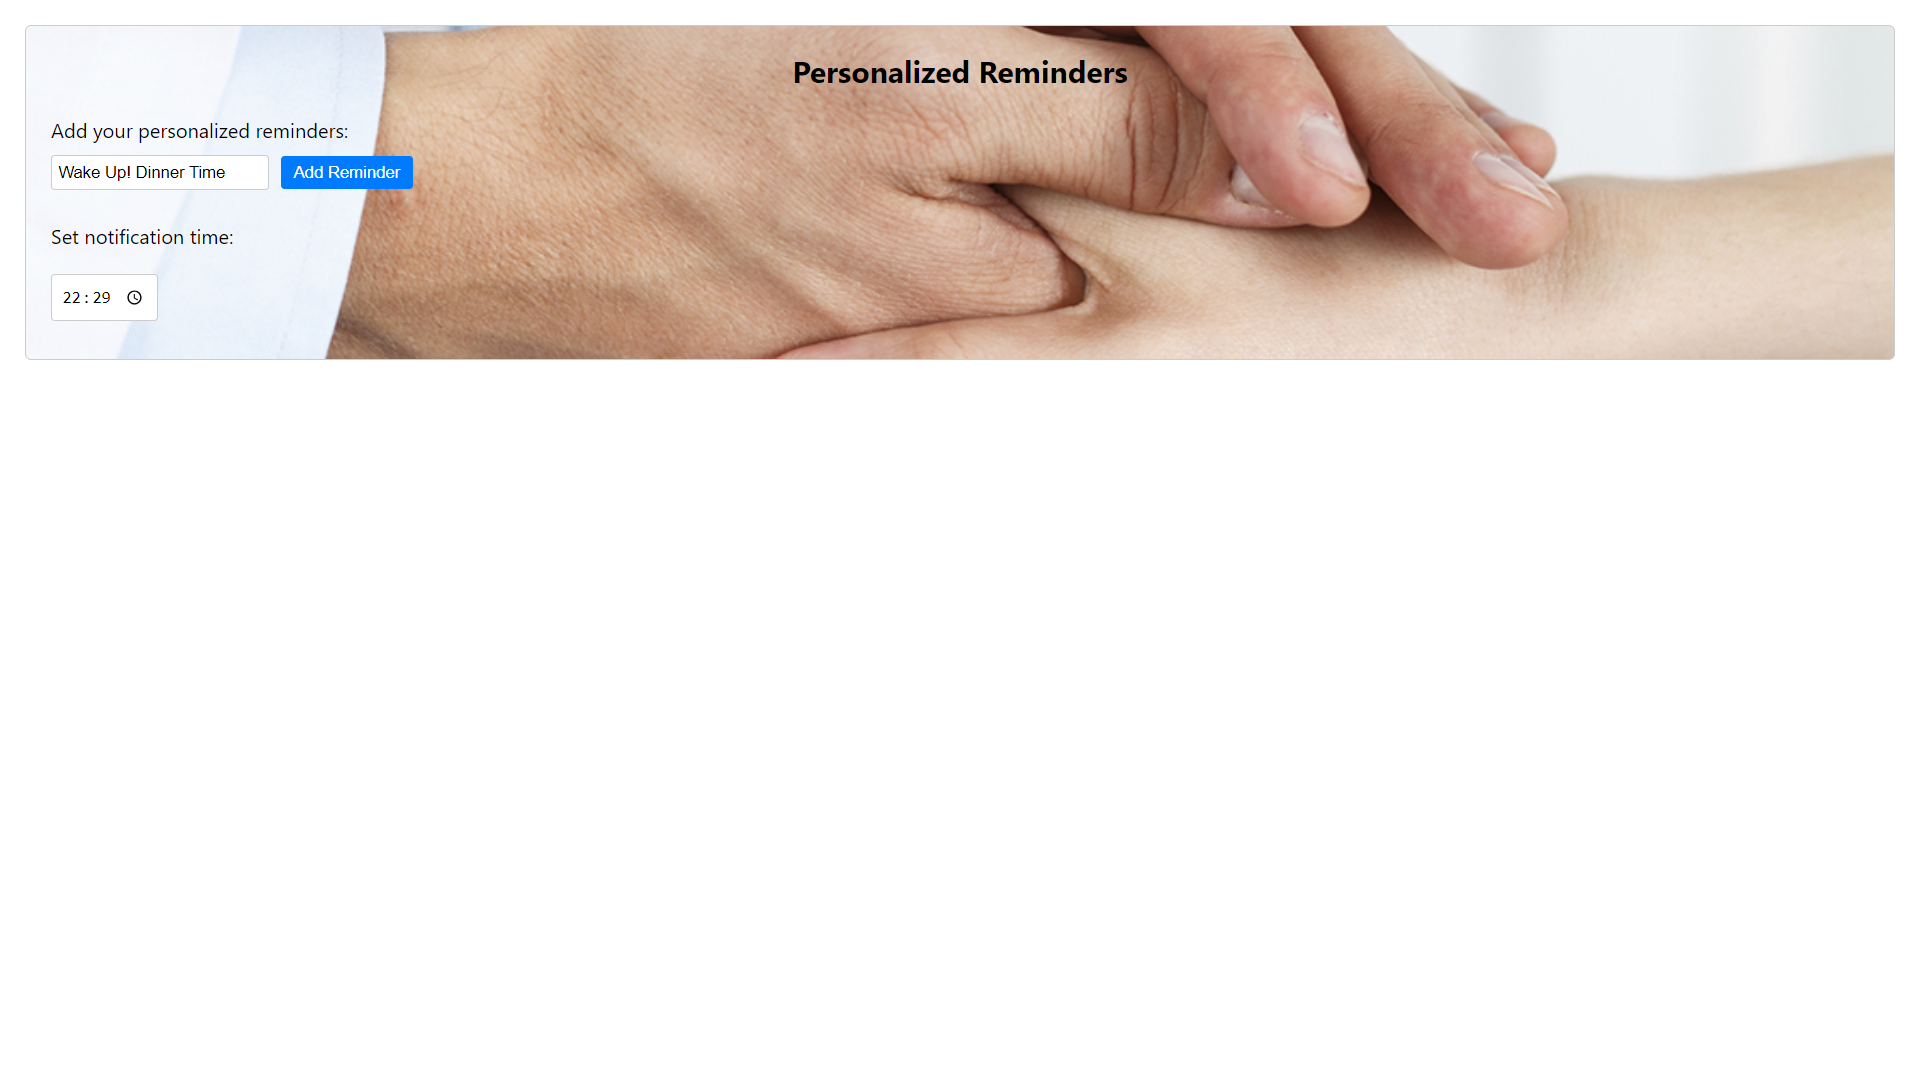 Personalized Reminders
Add your personalized reminders:
Wake Up! Dinner Time Add Reminder
Set notification time:
22:29